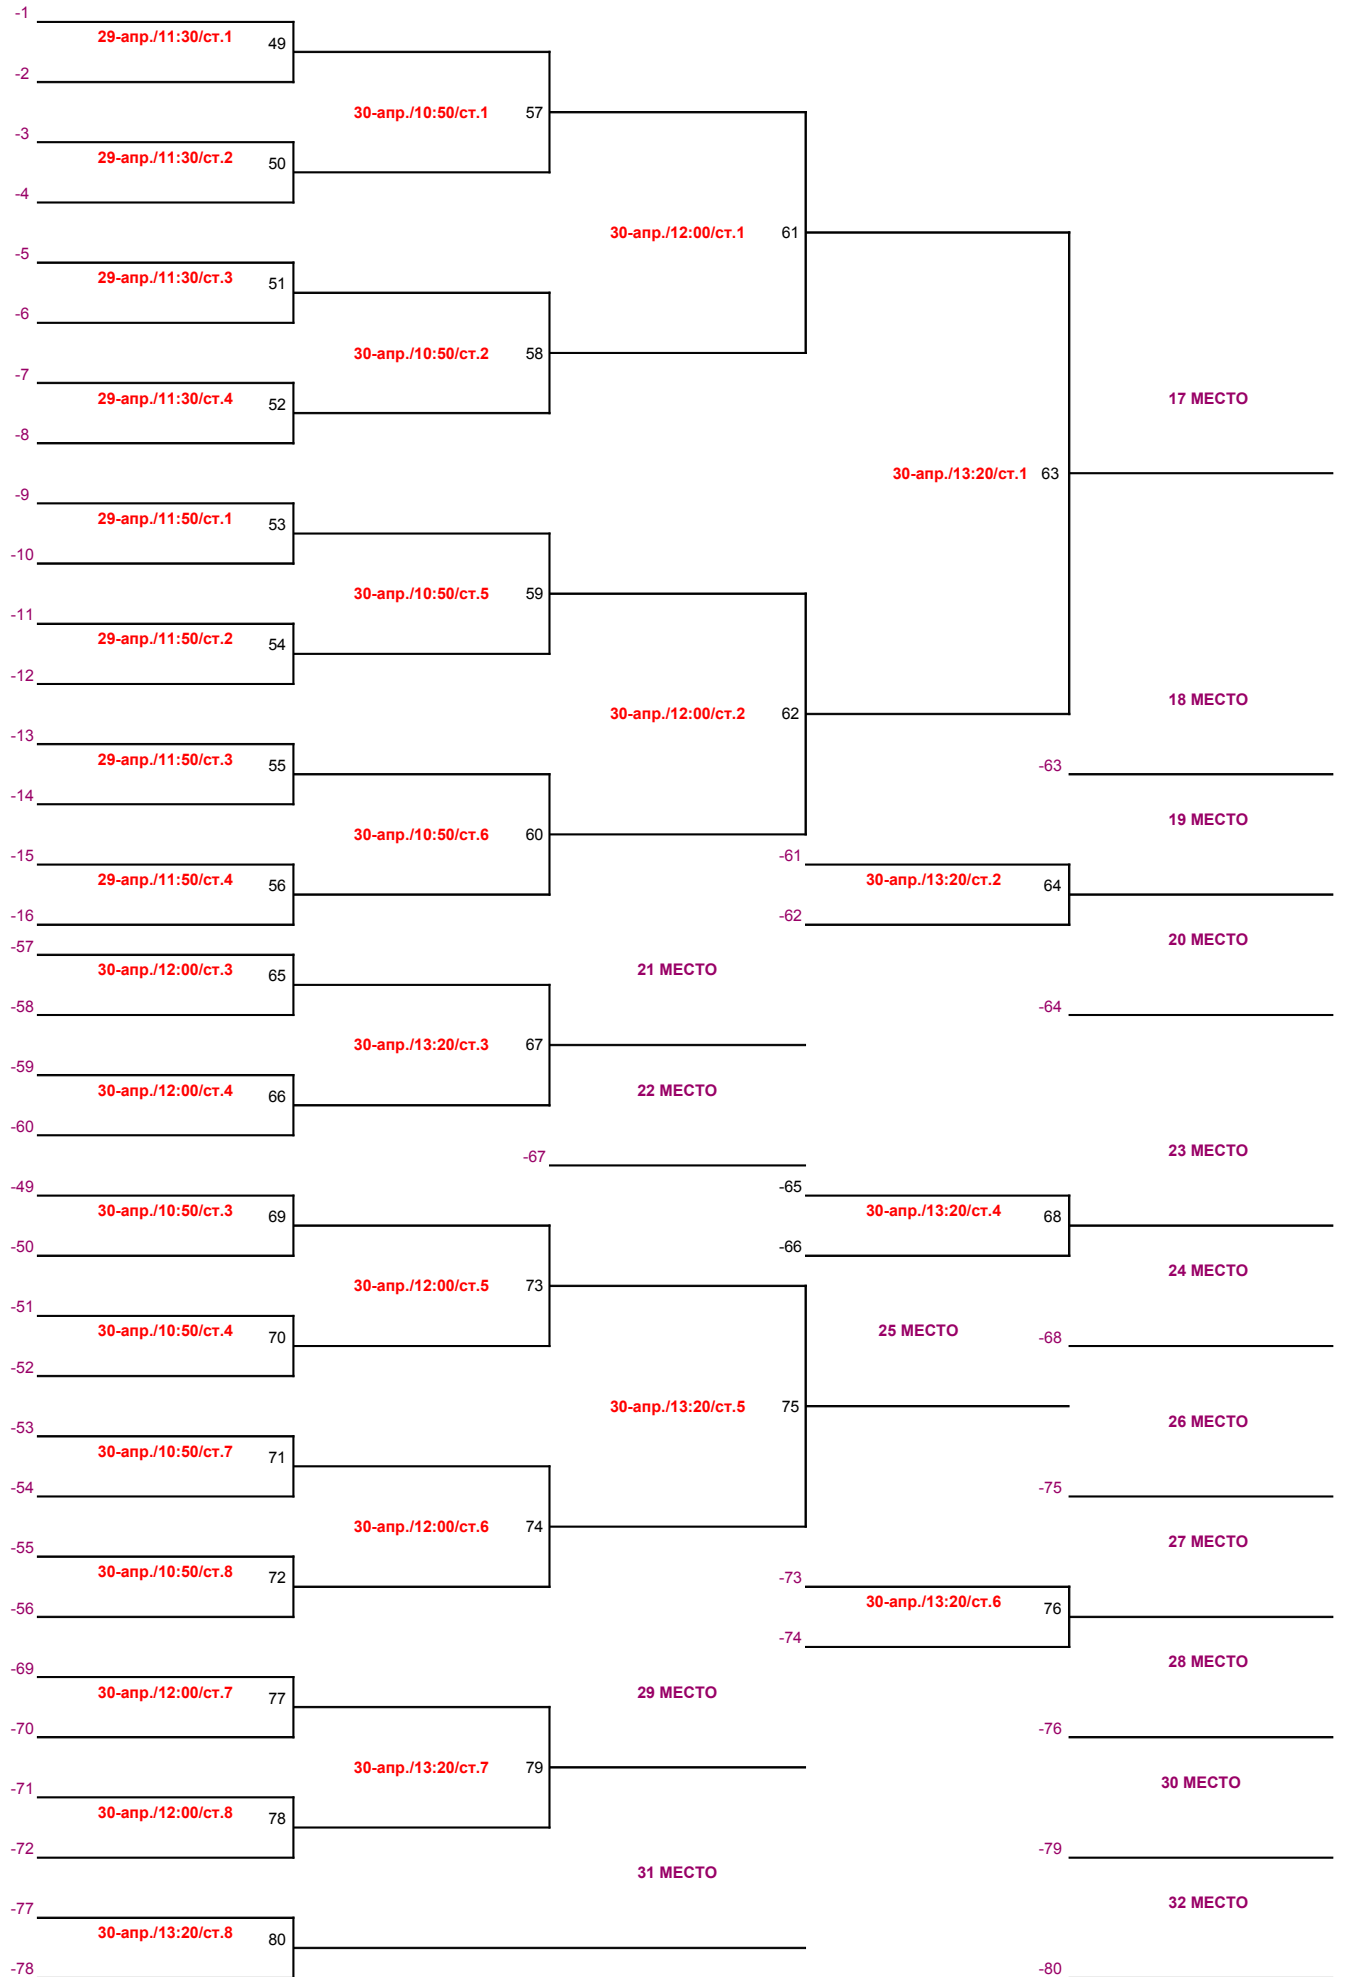 -1
29-апр./11:30/ст.1 49
-2
30-апр./10:50/ст.1 57
-3
29-апр./11:30/ст.2 50
-4
30-апр./12:00/ст.1 61
-5
29-апр./11:30/ст.3 51
-6
30-апр./10:50/ст.2 58
-7
29-апр./11:30/ст.4 52
17 МЕСТО
-8
30-апр./13:20/ст.1 63
-9
29-апр./11:50/ст.1 53
-10
30-апр./10:50/ст.5 59
-11
29-апр./11:50/ст.2 54
-12
18 МЕСТО
30-апр./12:00/ст.2 62
-13
29-апр./11:50/ст.3 55
-63
-14
19 МЕСТО
30-апр./10:50/ст.6 60
-15
-61
29-апр./11:50/ст.4 56
30-апр./13:20/ст.2 64
-16
-62
20 МЕСТО
-57
30-апр./12:00/ст.3 65
21 МЕСТО
-58
-64
30-апр./13:20/ст.3 67
-59
30-апр./12:00/ст.4 66
22 МЕСТО
-60
23 МЕСТО
-67
-49
-65
30-апр./10:50/ст.3 69
30-апр./13:20/ст.4 68
-50
-66
24 МЕСТО
30-апр./12:00/ст.5 73
-51
30-апр./10:50/ст.4 70
25 МЕСТО
-68
-52
30-апр./13:20/ст.5 75
26 МЕСТО
-53
30-апр./10:50/ст.7 71
-54
-75
30-апр./12:00/ст.6 74
27 МЕСТО
-55
30-апр./10:50/ст.8 72
-73
30-апр./13:20/ст.6 76
-56
-74
28 МЕСТО
-69
30-апр./12:00/ст.7 77
29 МЕСТО
-70
-76
30-апр./13:20/ст.7 79
30 МЕСТО
-71
30-апр./12:00/ст.8 78
-72
-79
31 МЕСТО
-77
32 МЕСТО
30-апр./13:20/ст.8 80
-78
-80